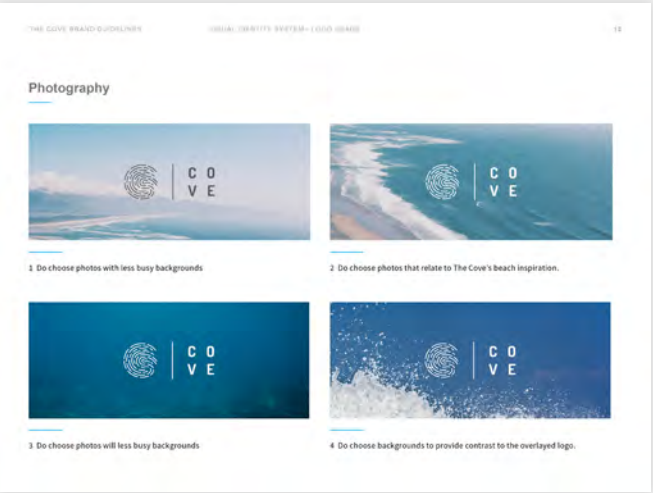 THE COVE BRAND GUIDELINES
VISUAL IDENTITY SYSTEM– LOGO USAGE
Photography
C O
V E
C O
V E
1 Do choose photos with less busy backgrounds
2 Do choose photos that relate to The Cove's beach inspiration.
C O
V E
C O
V E
3 Do choose photos will less busy backgrounds
4 Do choose backgrounds to provide contrast to the overlayed logo.